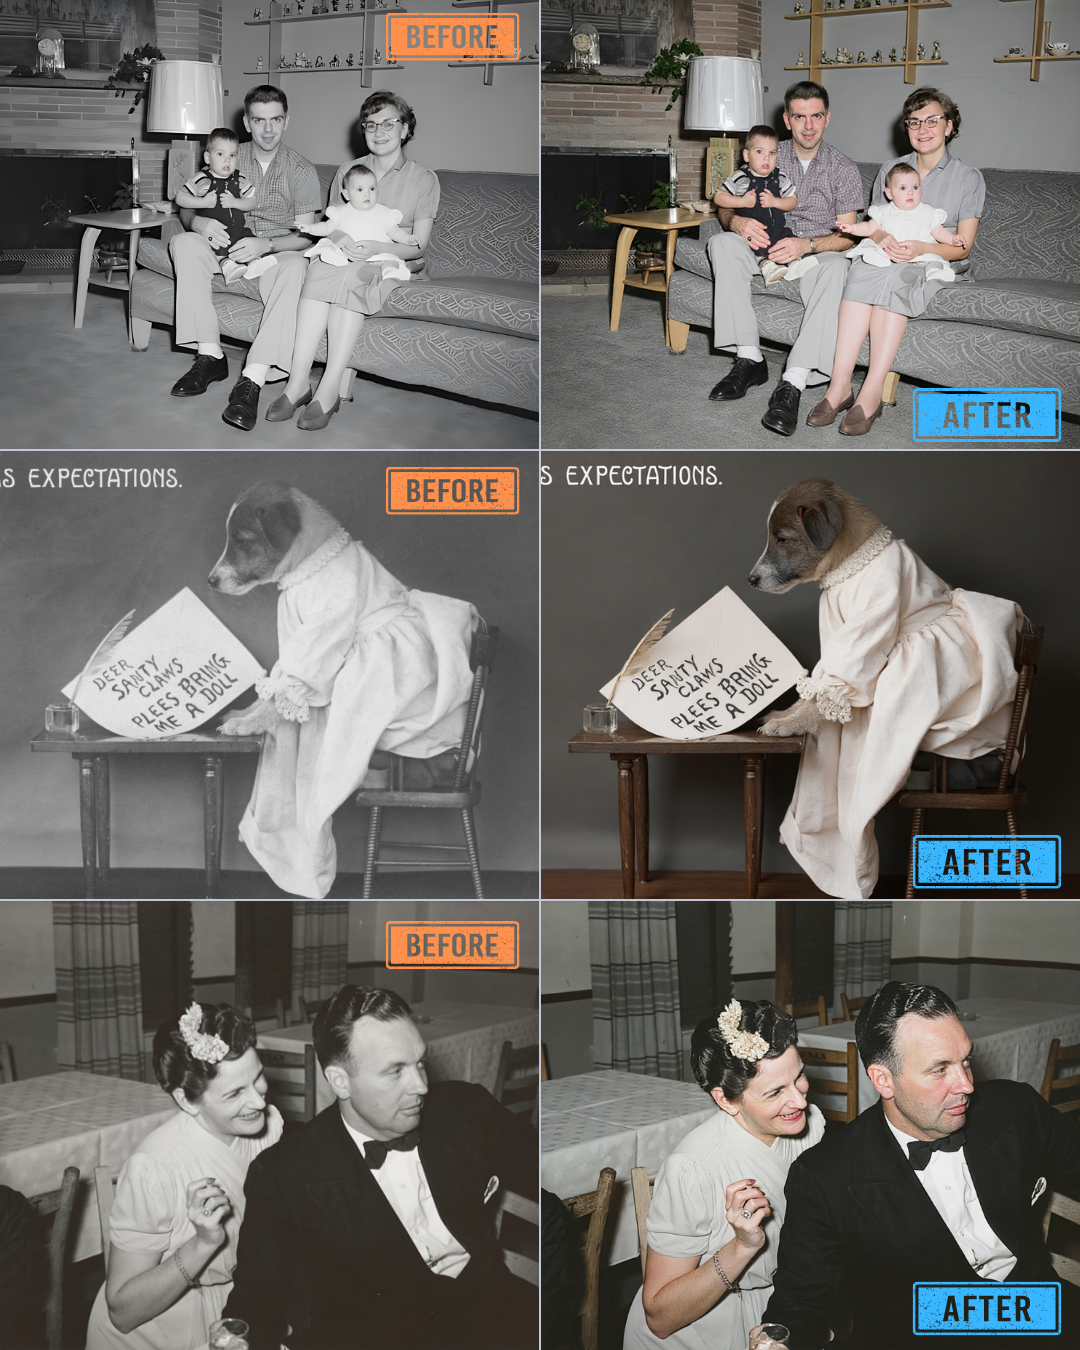 BEFORE
AFTER
S EXPECTATIONS.
BEFORE
DEER
SANTY
CLAWS
PLEES BRING
ME A DOLL
S EXPECTATIONS.
DEER
SANTY
CLAWS
PLEES BRING
ME A DOLL
AFTER
BEFORE
AFTER